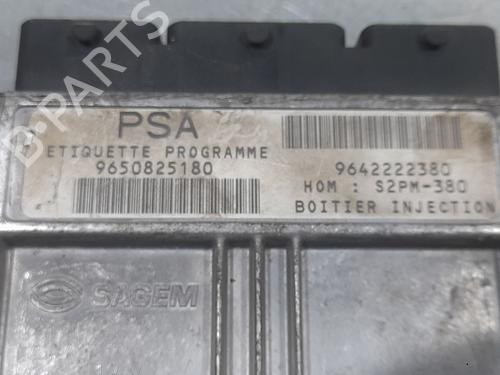 PSA
ETIQUETTE PROGRAMME
9650825180
9642222380
HOM : S2PM-380
BOITIER INJECTION
SAGEM
B-PARTS